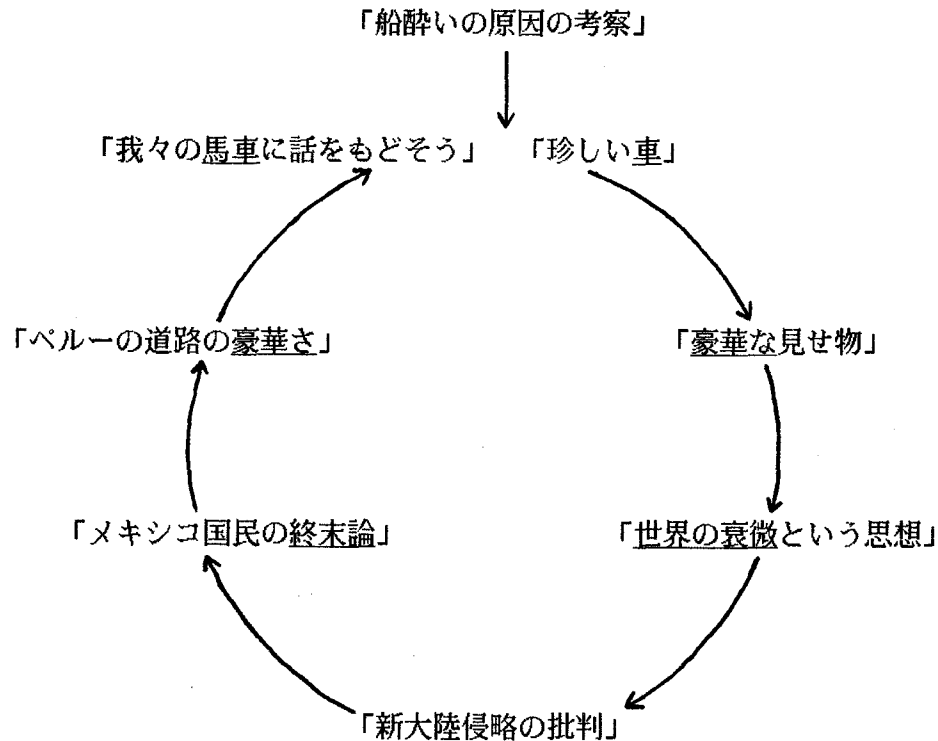 「船酔いの原因の考察」
「我々の馬車に話をもどそう」 「珍しい車」
「ペルーの道路の豪華さ」 「豪華な見せ物」
「メキシコ国民の終末論」 「世界の衰微という思想」
「新大陸侵略の批判」